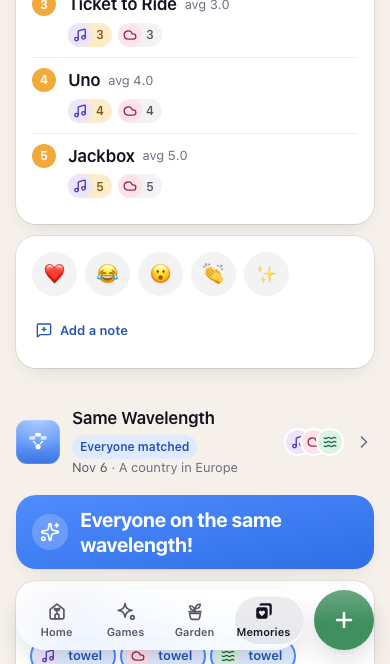 3 Ticket to Ride avg 3.0
3 3
4 Uno avg 4.0
4 4
5 Jackbox avg 5.0
5 5
Add a note
Same Wavelength
Everyone matched
Nov 6 · A country in Europe
Everyone on the same
wavelength!
Home Games Garden Memories
towel towel towel